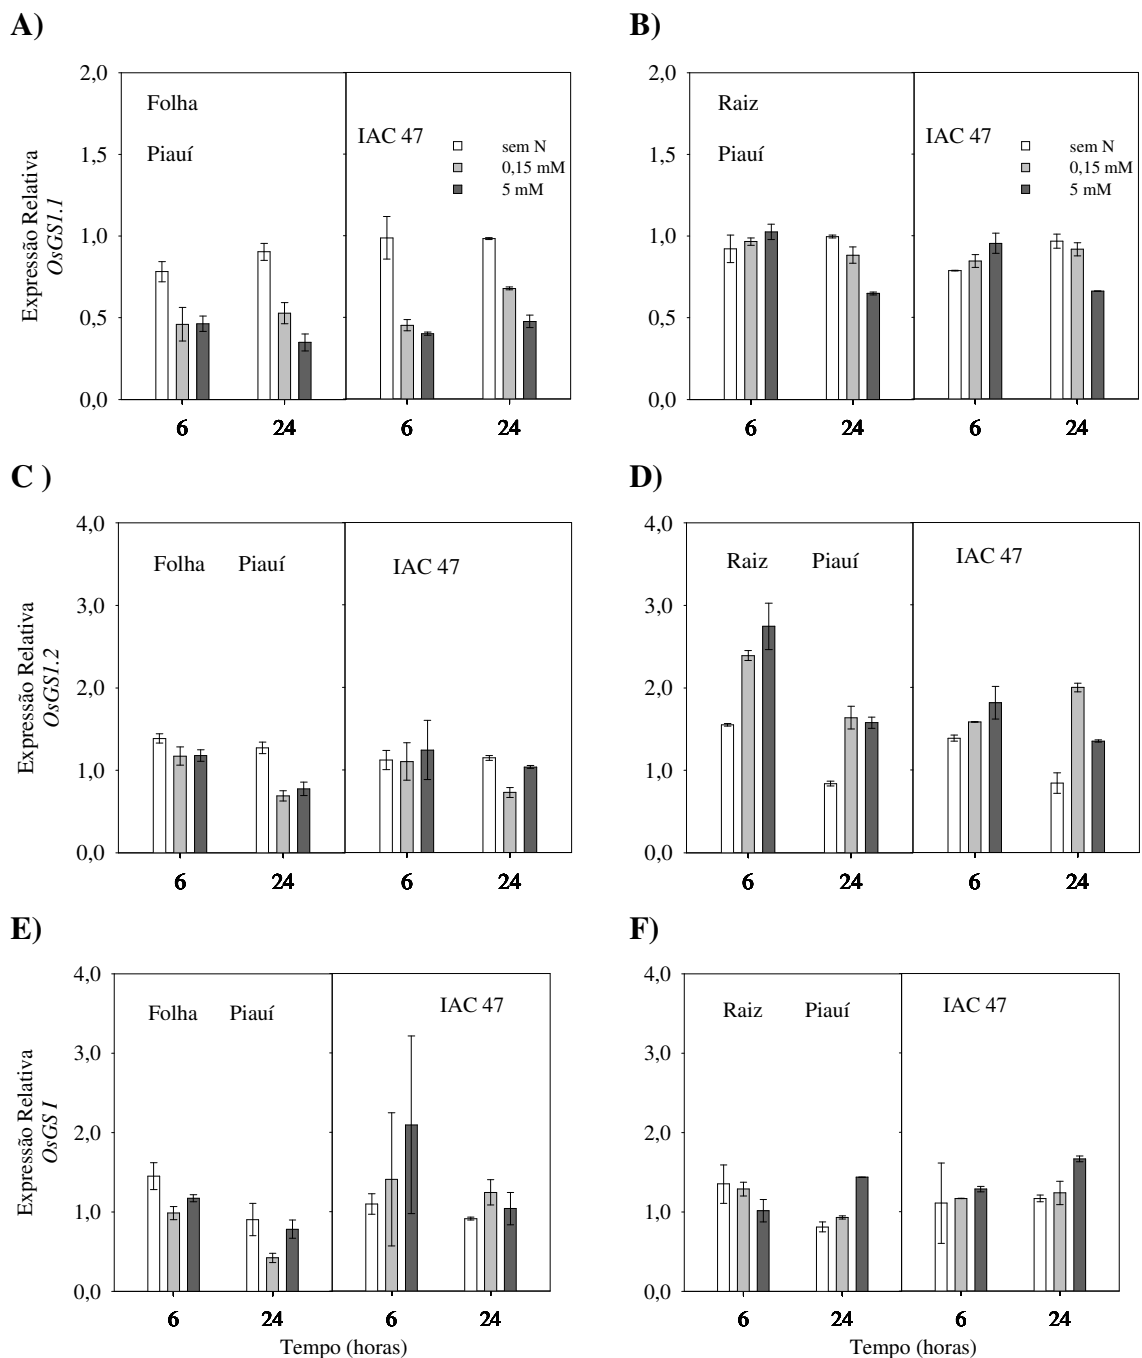 A)
Expressão Relativa
OsGS1.1
2,0
1,5
1,0
0,5
0,0
Folha
Piauí
IAC 47
sem N
0,15 mM
5 mM
6
24
6
24
B)
2,0
1,5
1,0
0,5
0,0
Raiz
Piauí
IAC 47
sem N
0,15 mM
5 mM
6
24
6
24
C )
Expressão Relativa
OsGS1.2
4,0
3,0
2,0
1,0
0,0
Folha Piauí
IAC 47
6
24
6
24
D)
4,0
3,0
2,0
1,0
0,0
Raiz Piauí
IAC 47
6
24
6
24
E)
Expressão Relativa
OsGS I
4,0
3,0
2,0
1,0
0,0
Folha Piauí
IAC 47
6
24
6
24
Tempo (horas)
F)
4,0
3,0
2,0
1,0
0,0
Raiz Piauí
IAC 47
6
24
6
24
Tempo (horas)